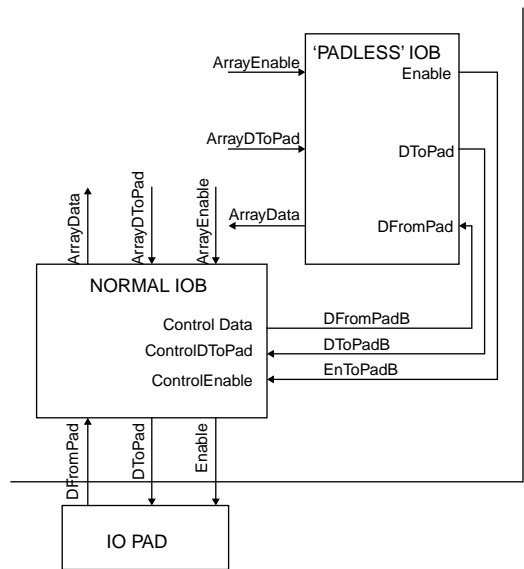 'PADLESS' IOB
ArrayEnable
Enable
ArrayDToPad
DToPad
ArrayData
DFromPad
ArrayData
ArrayDToPad
ArrayEnable
NORMAL IOB
Control Data
DFromPadB
ControlDToPad
DToPadB
ControlEnable
EnToPadB
DFromPad
DToPad
Enable
IO PAD